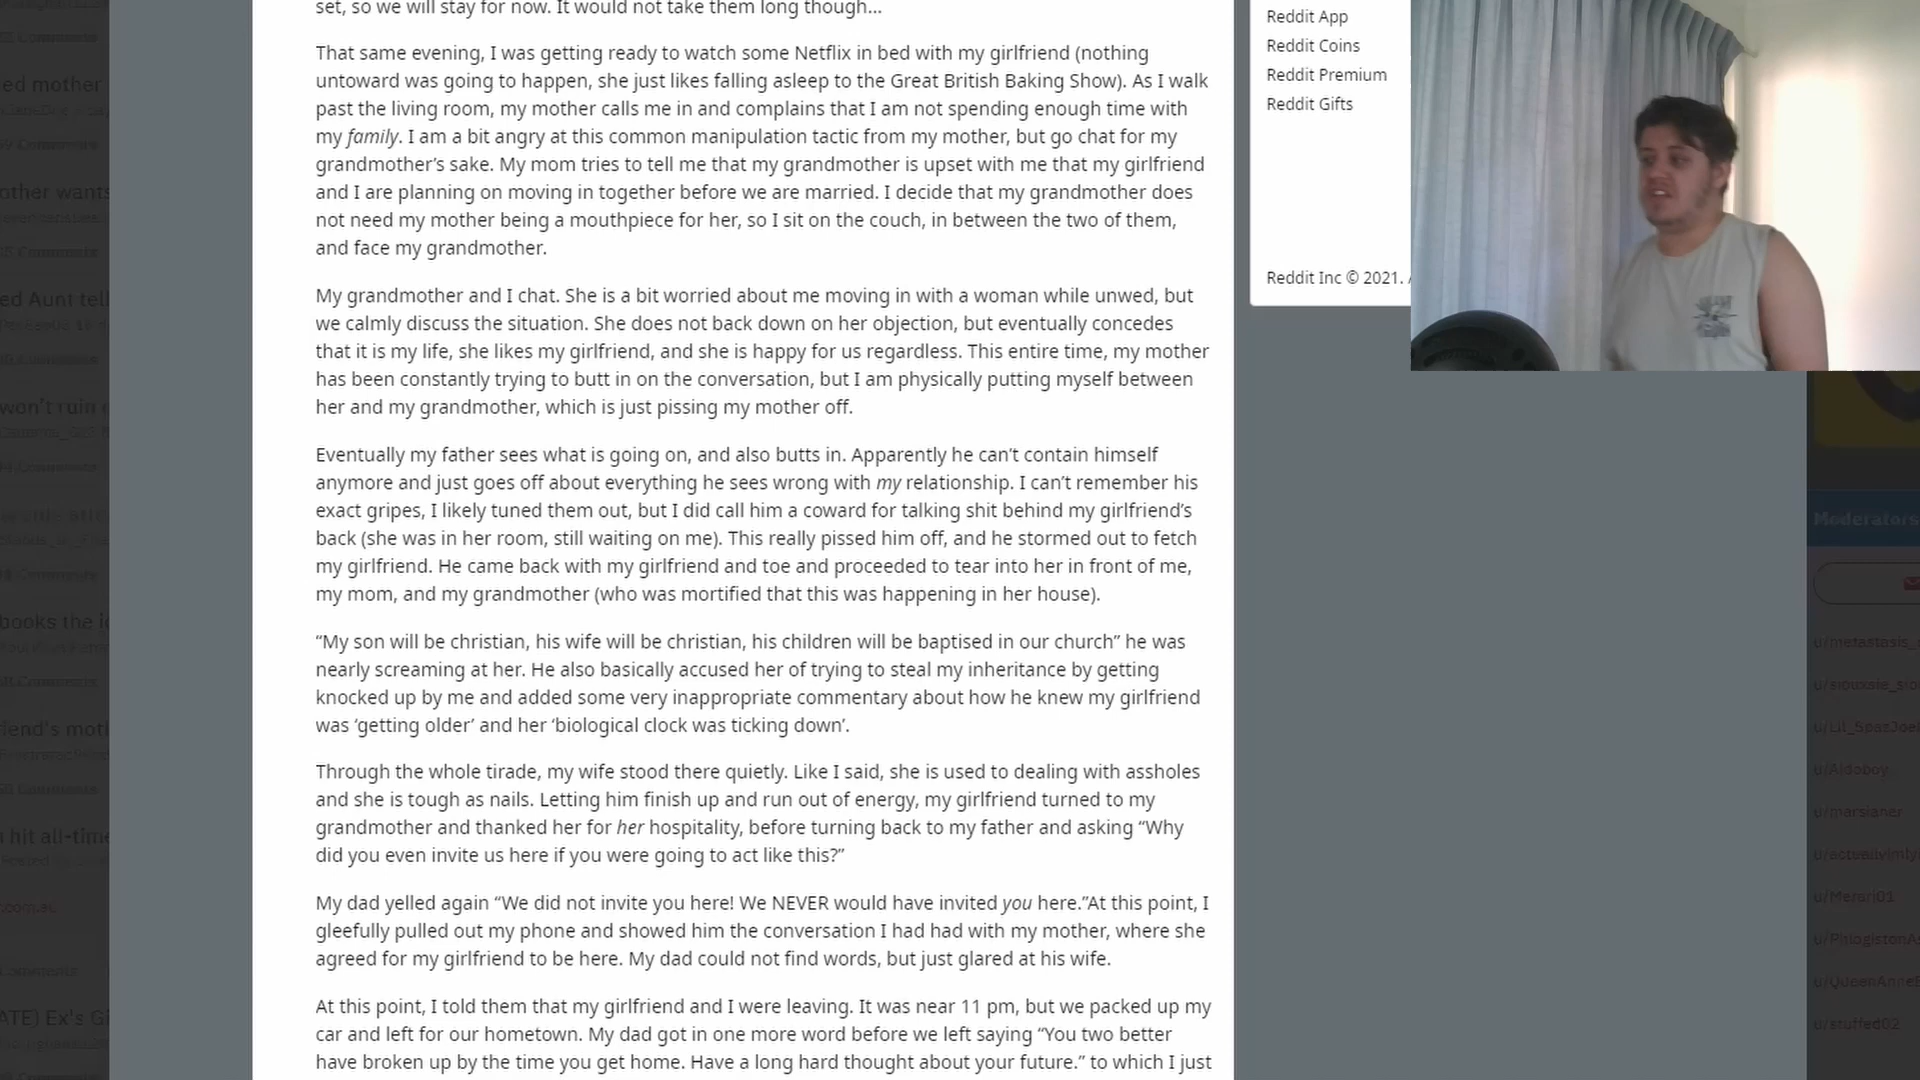 set, so we will stay for now. It would not take them long though...
That same evening, I was getting ready to watch some Netflix in bed with my girlfriend (nothing
untoward was going to happen, she just likes falling asleep to the Great British Baking Show). As I walk
past the living room, my mother calls me in and complains that I am not spending enough time with
my family. I am a bit angry at this common manipulation tactic from my mother, but go chat for my
grandmother’s sake. My mom tries to tell me that my grandmother is upset with me that my girlfriend
and I are planning on moving in together before we are married. I decide that my grandmother does
not need my mother being a mouthpiece for her, so I sit on the couch, in between the two of them,
and face my grandmother.
My grandmother and I chat. She is a bit worried about me moving in with a woman while unwed, but
we calmly discuss the situation. She does not back down on her objection, but eventually concedes
that it is my life, she likes my girlfriend, and she is happy for us regardless. This entire time, my mother
has been constantly trying to butt in on the conversation, but I am physically putting myself between
her and my grandmother, which is just pissing my mother off.
Eventually my father sees what is going on, and also butts in. Apparently he can’t contain himself
anymore and just goes off about everything he sees wrong with my relationship. I can’t remember his
exact gripes, I likely tuned them out, but I did call him a coward for talking shit behind my girlfriend’s
back (she was in her room, still waiting on me). This really pissed him off, and he stormed out to fetch
my girlfriend. He came back with my girlfriend and toe and proceeded to tear into her in front of me,
my mom, and my grandmother (who was mortified that this was happening in her house).
“My son will be christian, his wife will be christian, his children will be baptised in our church” he was
nearly screaming at her. He also basically accused her of trying to steal my inheritance by getting
knocked up by me and added some very inappropriate commentary about how he knew my girlfriend
was ‘getting older’ and her ‘biological clock was ticking down’.
Through the whole tirade, my wife stood there quietly. Like I said, she is used to dealing with assholes
and she is tough as nails. Letting him finish up and run out of energy, my girlfriend turned to my
grandmother and thanked her for her hospitality, before turning back to my father and asking “Why
did you even invite us here if you were going to act like this?”
My dad yelled again “We did not invite you here! We NEVER would have invited you here.”At this point, I
gleefully pulled out my phone and showed him the conversation I had had with my mother, where she
agreed for my girlfriend to be here. My dad could not find words, but just glared at his wife.
At this point, I told them that my girlfriend and I were leaving. It was near 11 pm, but we packed up my
car and left for our hometown. My dad got in one more word before we left saying “You two better
have broken up by the time you get home. Have a long hard thought about your future.” to which I just
Reddit App
Reddit Coins
Reddit Premium
Reddit Gifts
Reddit Inc © 2021.
ed mother
ather wants
ed Aunt tell
won't ruin
books the
iend's moth
hit all-time
ATE) Ex's
Moderators
u/Aldoboy
u/marsianer
u/Merari01
u/stuffed02